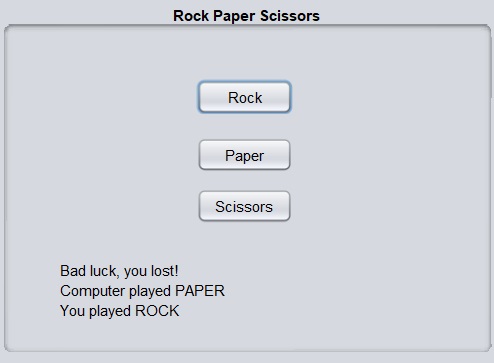 Rock Paper Scissors
Rock
Paper
Scissors
Bad luck, you lost!
Computer played PAPER
You played ROCK